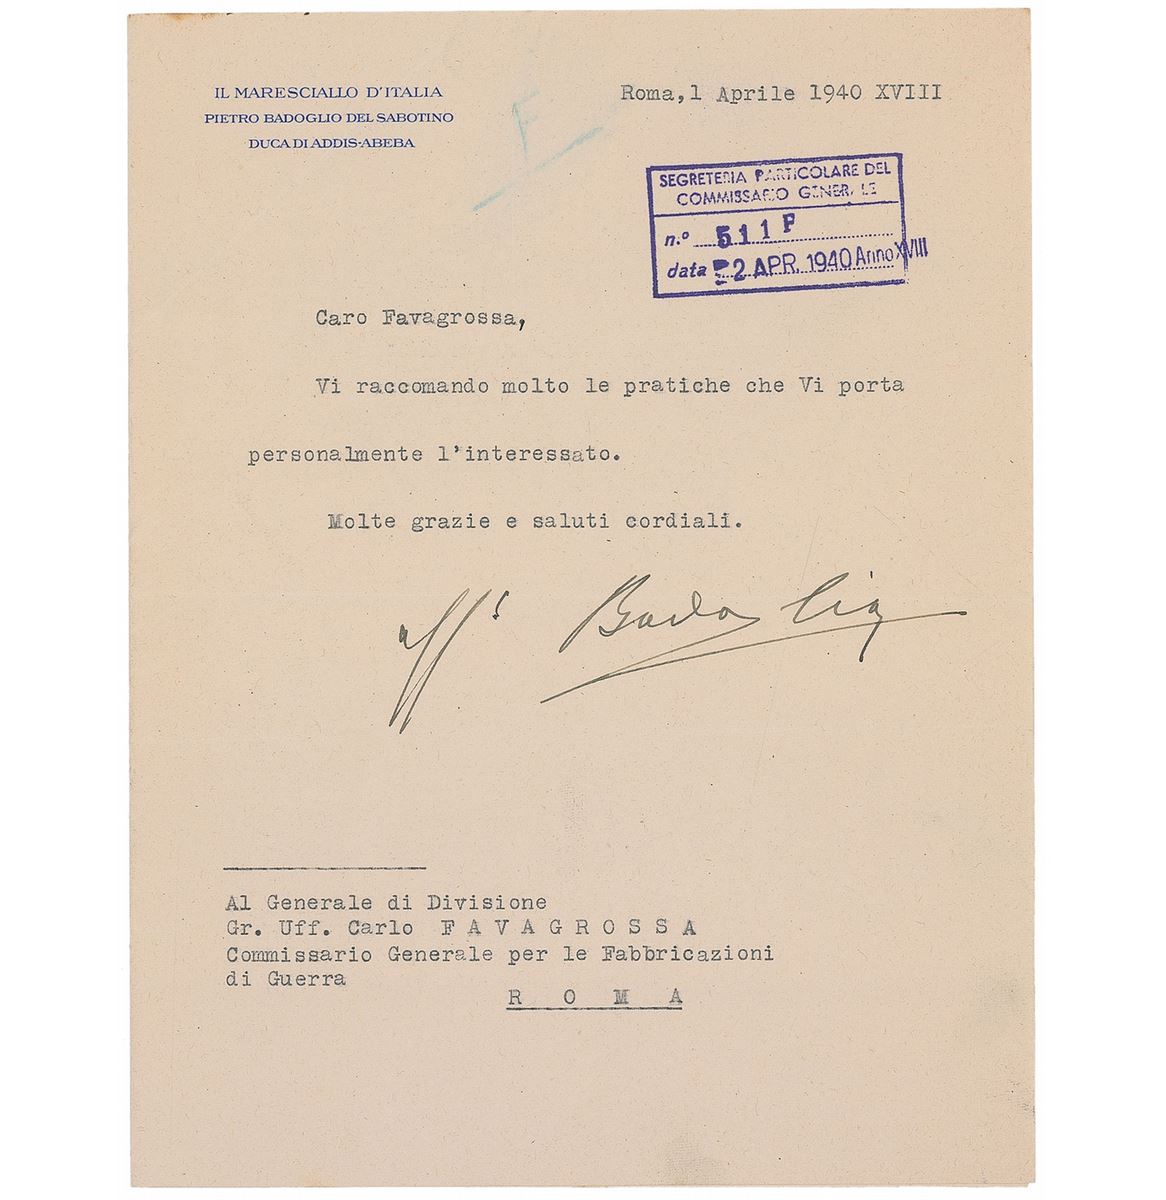 IL MARESCIALLO D'ITALIA
PIETRO BADOGLIO DEL SABOTINO
DUCA DI ADDIS-ABEBA
F
Roma,1 Aprile 1940 XVIII
SEGRETERIA PARTICOLARE DEL
COMMISSARIO GENERALE
n.º 511 P
data 2 APR. 1940 Anno XVIII
Caro Favagrossa,
Vi raccomando molto le pratiche che Vi porta
personalmente l'interessato.
Molte grazie e saluti cordiali.
Badoglio
Al Generale di Divisione
Gr. Uff. Carlo F A V A G R O S S A
Commissario Generale per le Fabbricazioni
di Guerra
R O M A